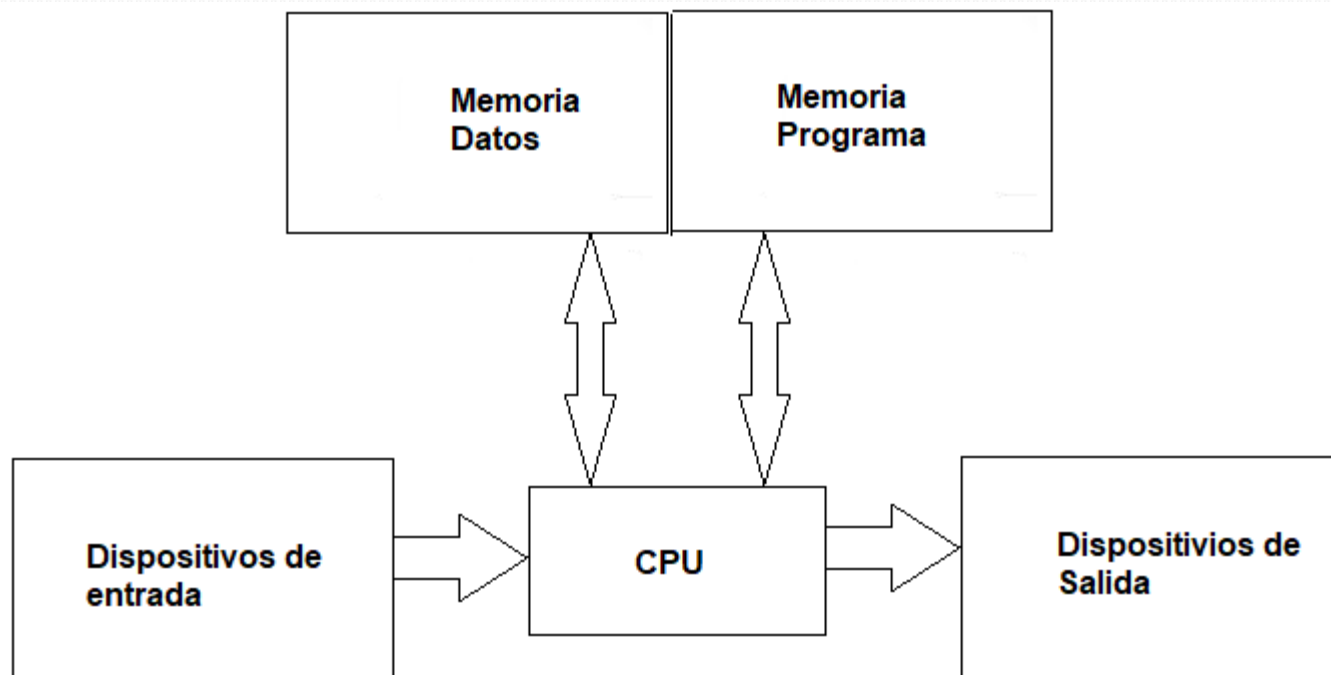 Memoria
Datos
Memoria
Programa
Dispositivos de
entrada
CPU
Dispositivios de
Salida